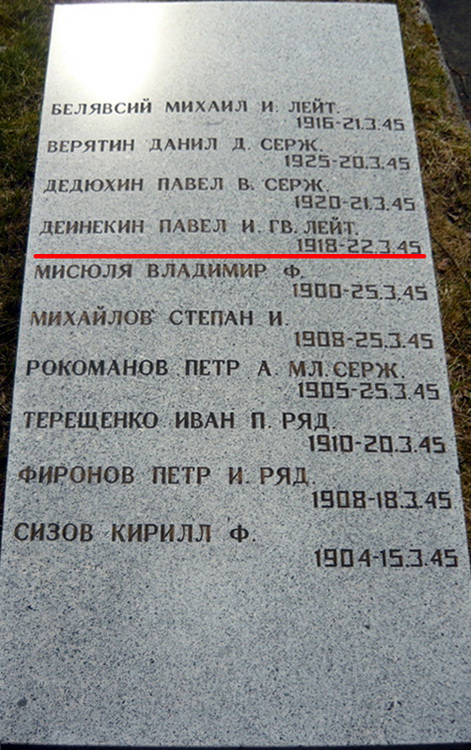 БЕЛЯВСИЙ МИХАИЛ И. ЛЕЙТ.
1916-21.3.45
ВЕРЯТИН ДАНИЛ Д. СЕРЖ.
1925-20.3.45
ДЕДЮХИН ПАВЕЛ В. СЕРЖ.
1920-21.3.45
ДЕИНЕКИН ПАВЕЛ И. ГВ. ЛЕЙТ.
1918-22.3.45
МИСЮЛЯ ВЛАДИМИР Ф.
1900-25.3.45
МИХАЙЛОВ СТЕПАН И.
1908-25.3.45
РОКОМАНОВ ПЕТР А. МЛ. СЕРЖ.
1905-25.3.45
ТЕРЕЩЕНКО ИВАН П. РЯД.
1910-20.3.45
ФИРОНОВ ПЕТР И. РЯД.
1908-18.3.45
СИЗОВ КИРИЛЛ Ф.
1904-15.3.45